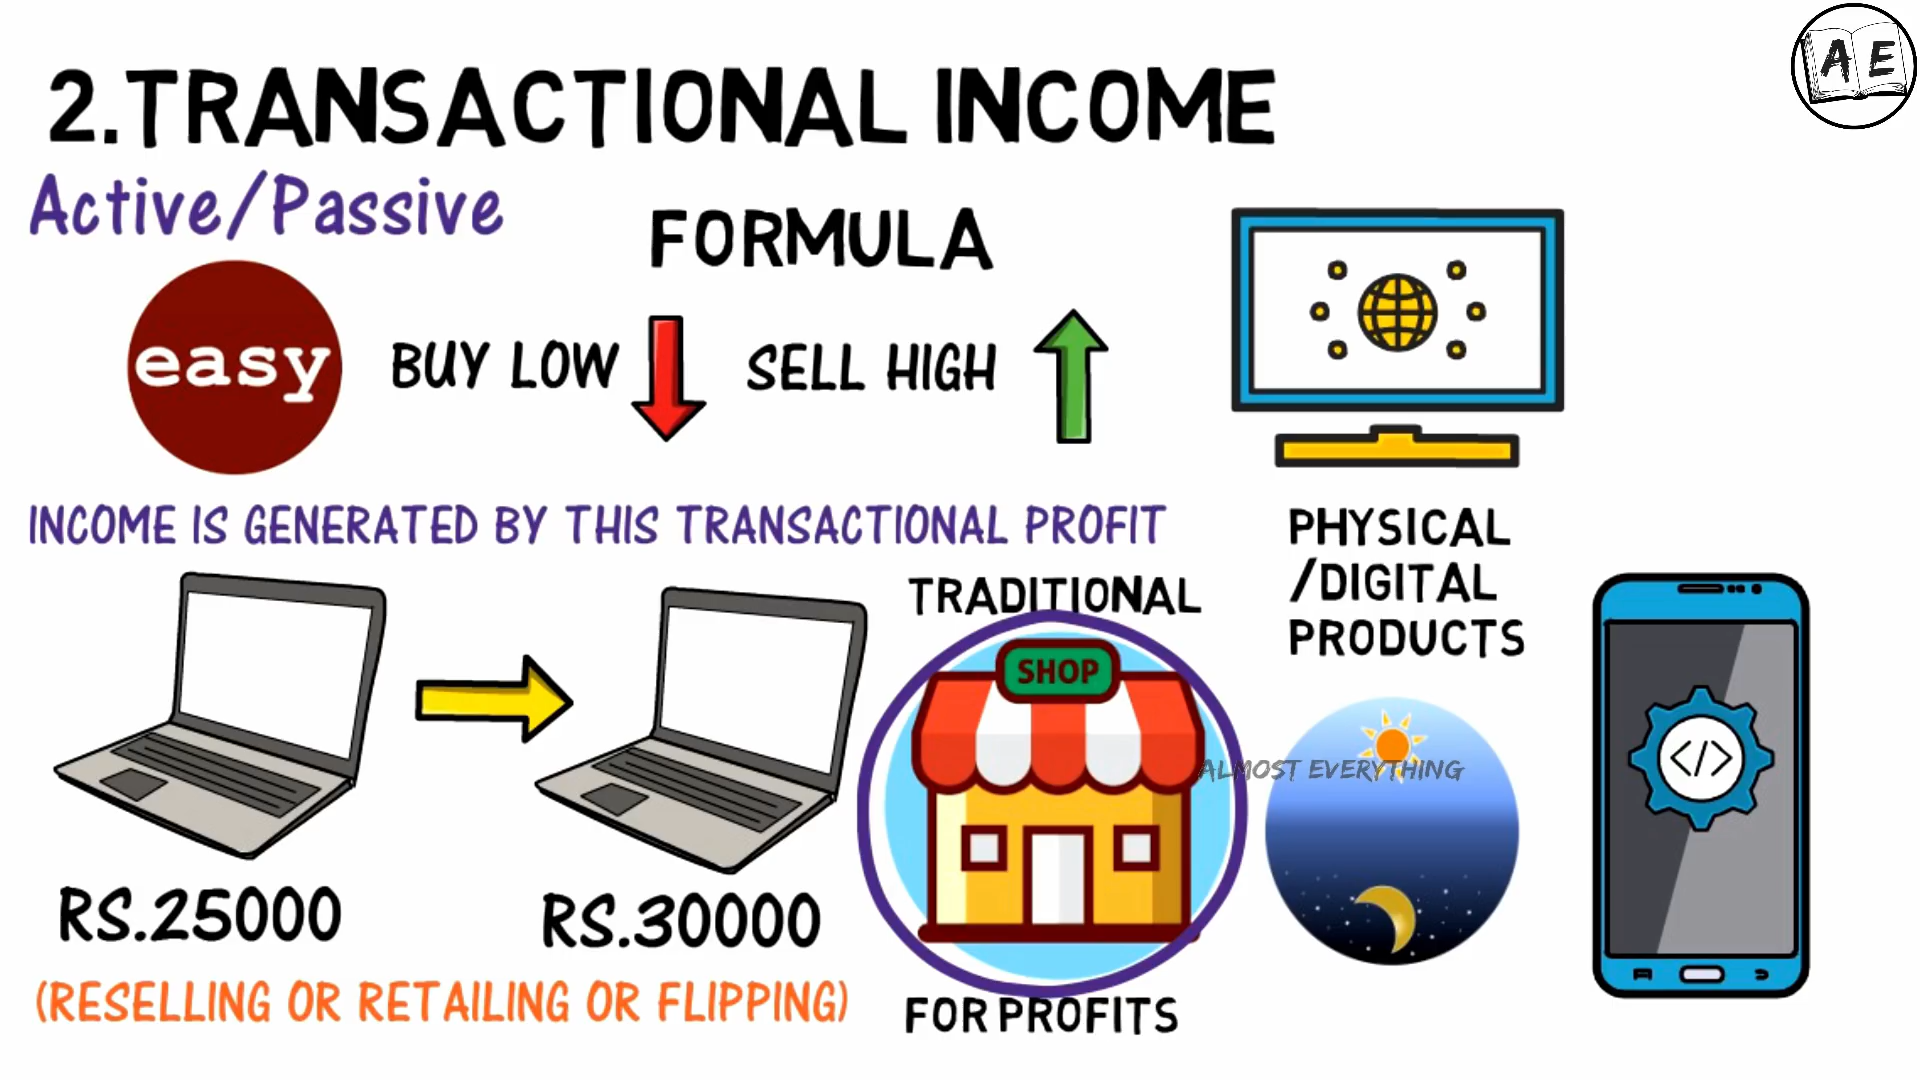 A E
2.TRANSACTIONAL INCOME
Active/Passive
FORMULA
easy
BUY LOW
SELL HIGH
INCOME IS GENERATED BY THIS TRANSACTIONAL PROFIT
PHYSICAL
/DIGITAL
PRODUCTS
TRADITIONAL
SHOP
ALMOST EVERYTHING
</>
RS.25000
RS.30000
(RESELLING OR RETAILING OR FLIPPING)
FOR PROFITS